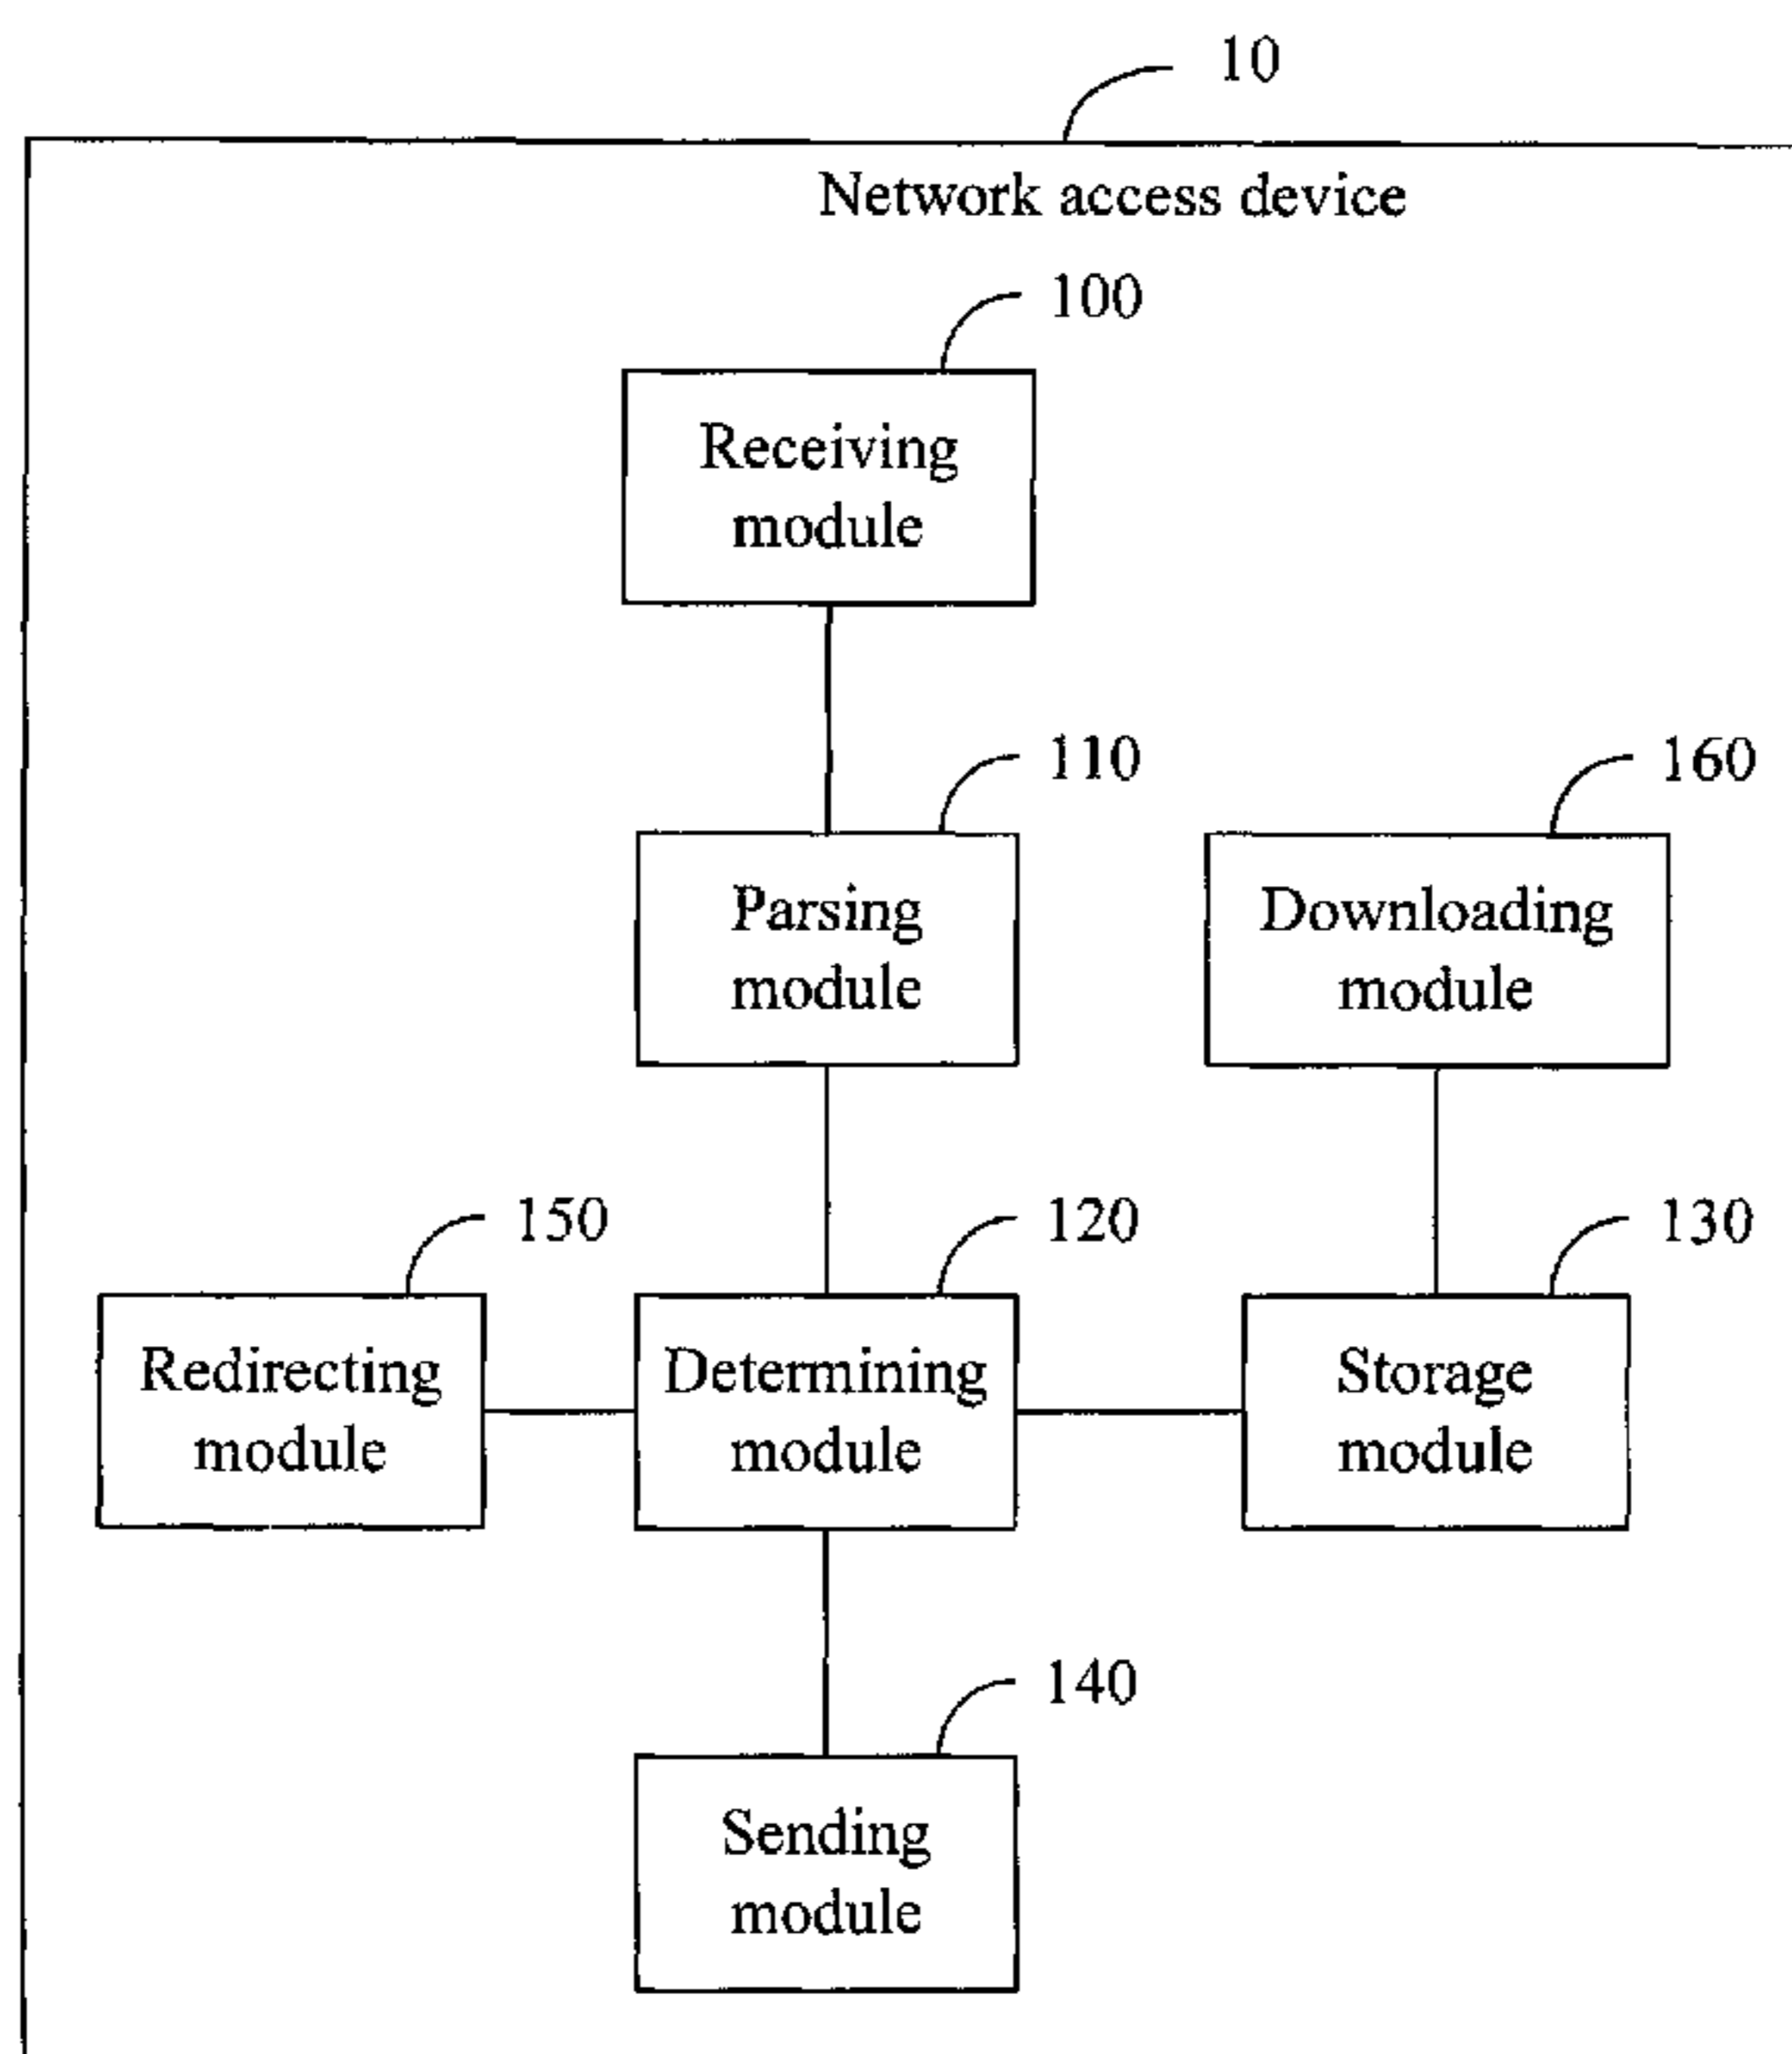 10
Network access device
100
Receiving
module
110
160
Parsing
module
Downloading
module
150
120
130
Redirecting
module
Determining
module
Storage
module
140
Sending
module